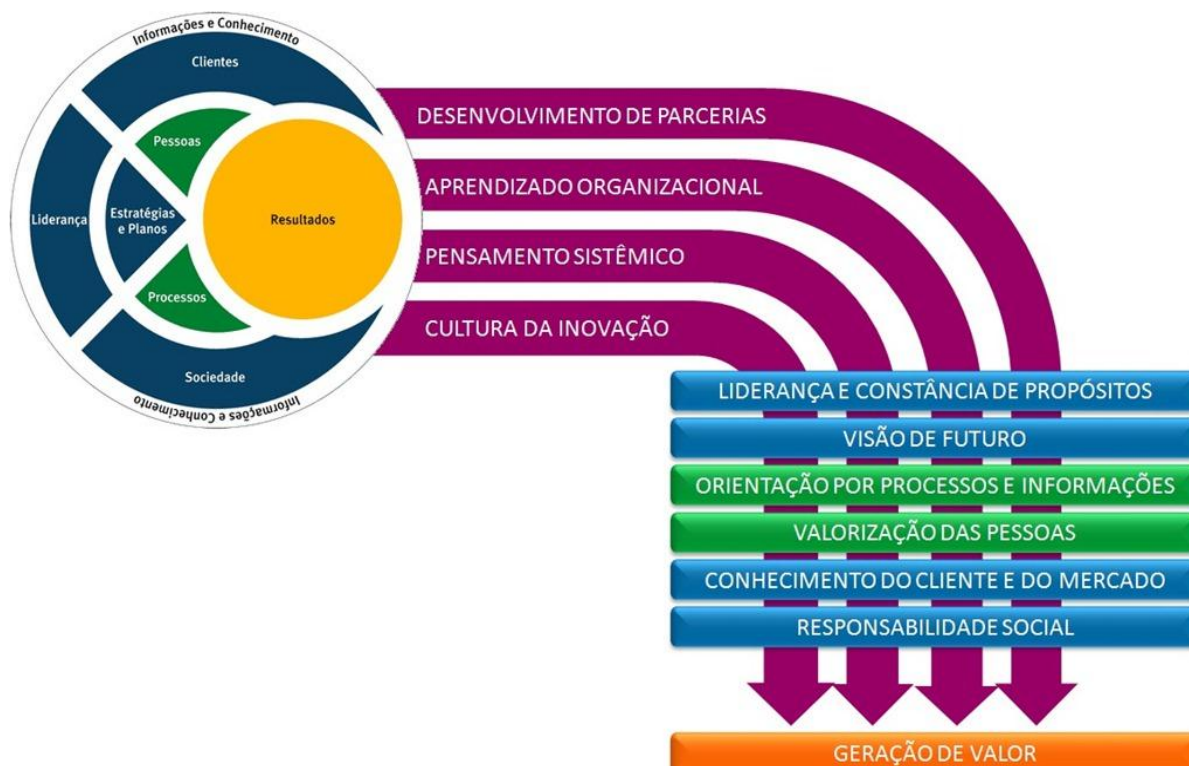 Informações e Conhecimento
Clientes
Pessoas
Liderança
Estratégias
e Planos
Resultados
Processos
Sociedade
Informações e Conhecimento
DESENVOLVIMENTO DE PARCERIAS
APRENDIZADO ORGANIZACIONAL
PENSAMENTO SISTÊMICO
CULTURA DA INOVAÇÃO
LIDERANÇA E CONSTÂNCIA DE PROPÓSITOS
VISÃO DE FUTURO
ORIENTAÇÃO POR PROCESSOS E INFORMAÇÕES
VALORIZAÇÃO DAS PESSOAS
CONHECIMENTO DO CLIENTE E DO MERCADO
RESPONSABILIDADE SOCIAL
GERAÇÃO DE VALOR